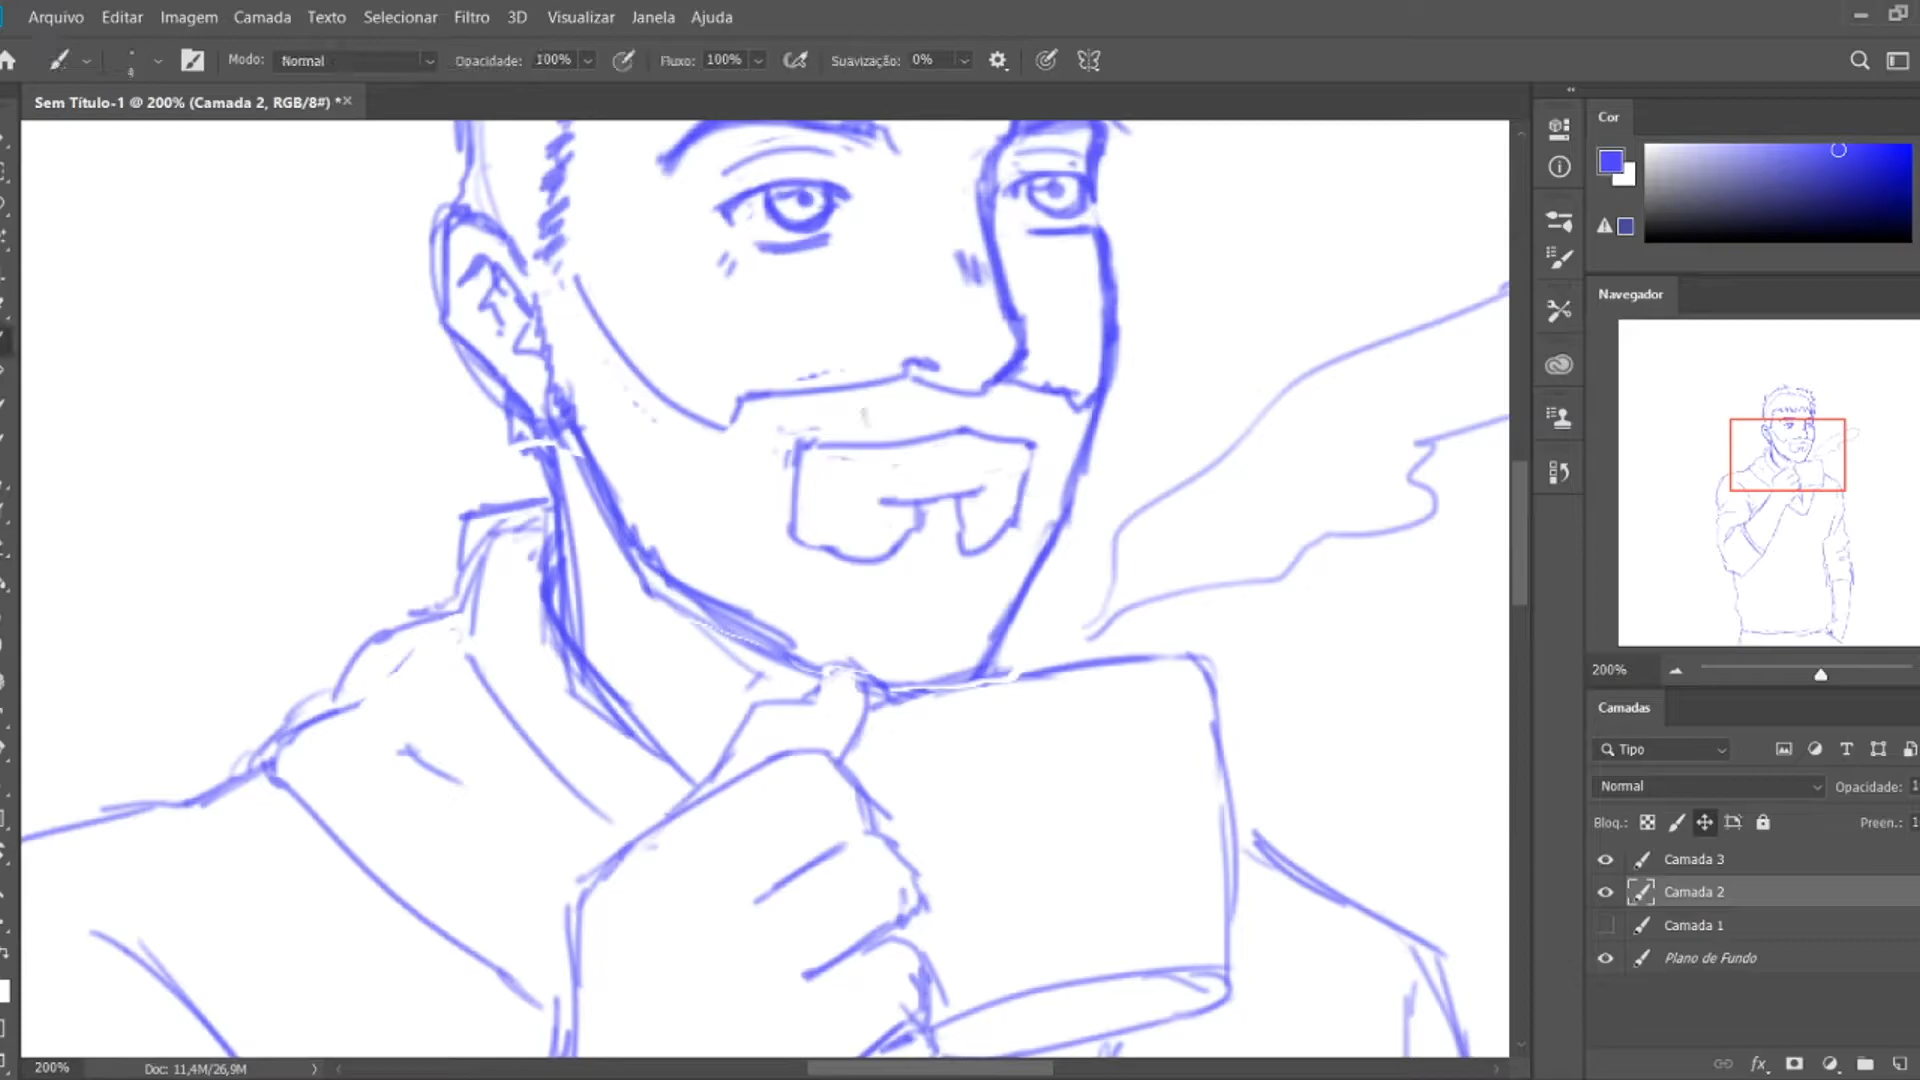 Arquivo Editar Imagem Camada Texto Selecionar Filtro 3D Visualizar Janela Ajuda
Modo: Normal Opacidade: 100% Fluxo: 100% Suavização: 0%
Sem Título-1 @ 200% (Camada 2, RGB/8#) *
Cor
Navegador
200%
Camadas
Tipo
Normal Opacidade:
Bloq.: Preen.:
Camada 3
Camada 2
Camada 1
Plano de Fundo
fx
200% Doc: 11,4M/26,9M